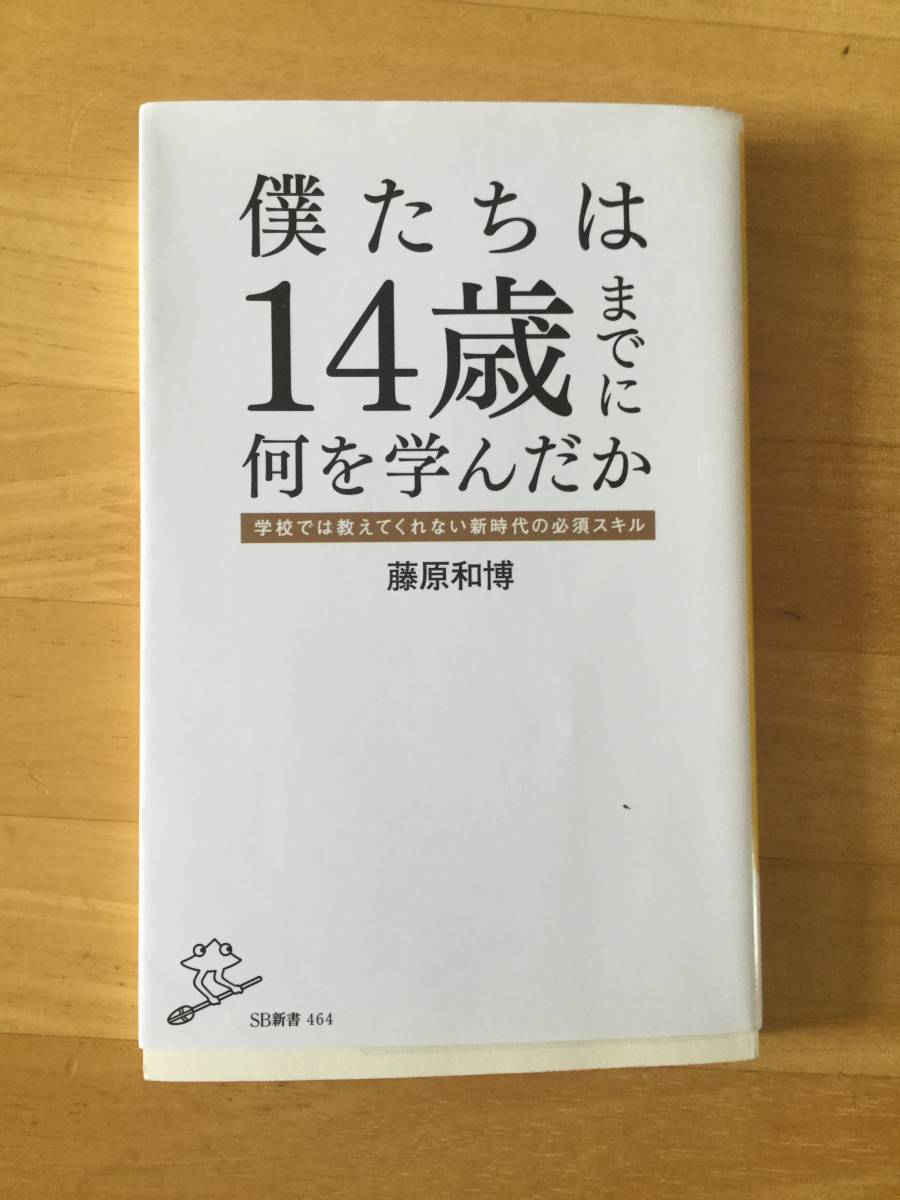 僕たちは
14歳までに
何を学んだか
学校では教えてくれない新時代の必須スキル
藤原和博
SB新書 464